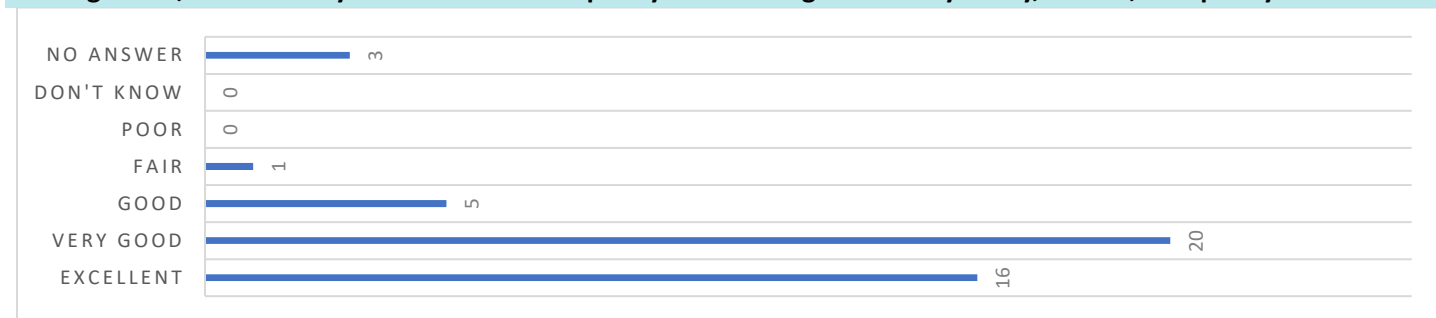 NO ANSWER 3
DON'T KNOW 0
POOR 0
FAIR 1
GOOD 5
VERY GOOD 20
EXCELLENT 16